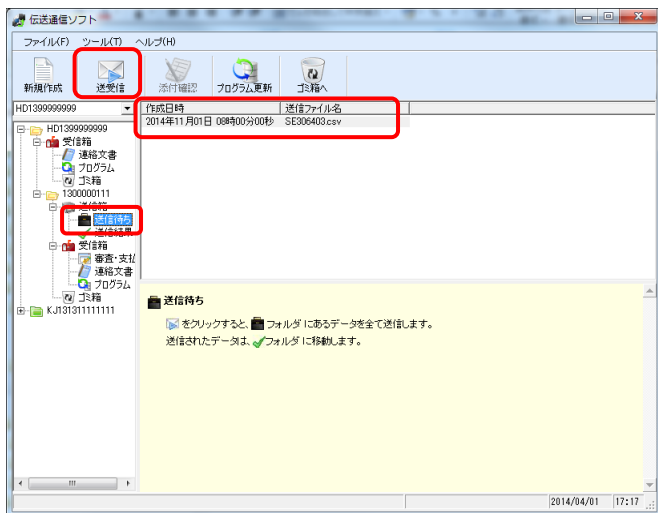 伝送通信ソフト
ファイル(F) ツール(T) ヘルプ(H)
新規作成 送受信 添付確認 プログラム更新 ゴミ箱へ
HD1399999999
作成日時 送信ファイル名
2014年11月01日 08時00分00秒 SE306403.csv
HD1399999999
受信箱
連絡文書
プログラム
ゴミ箱
1300000111
送信箱
送信待ち
送信結果
受信箱
審査・支払
連絡文書
プログラム
ゴミ箱
KJ131311111111
送信待ち
をクリックすると、フォルダにあるデータを全て送信します。
送信されたデータは、フォルダに移動します。
2014/04/01 17:17